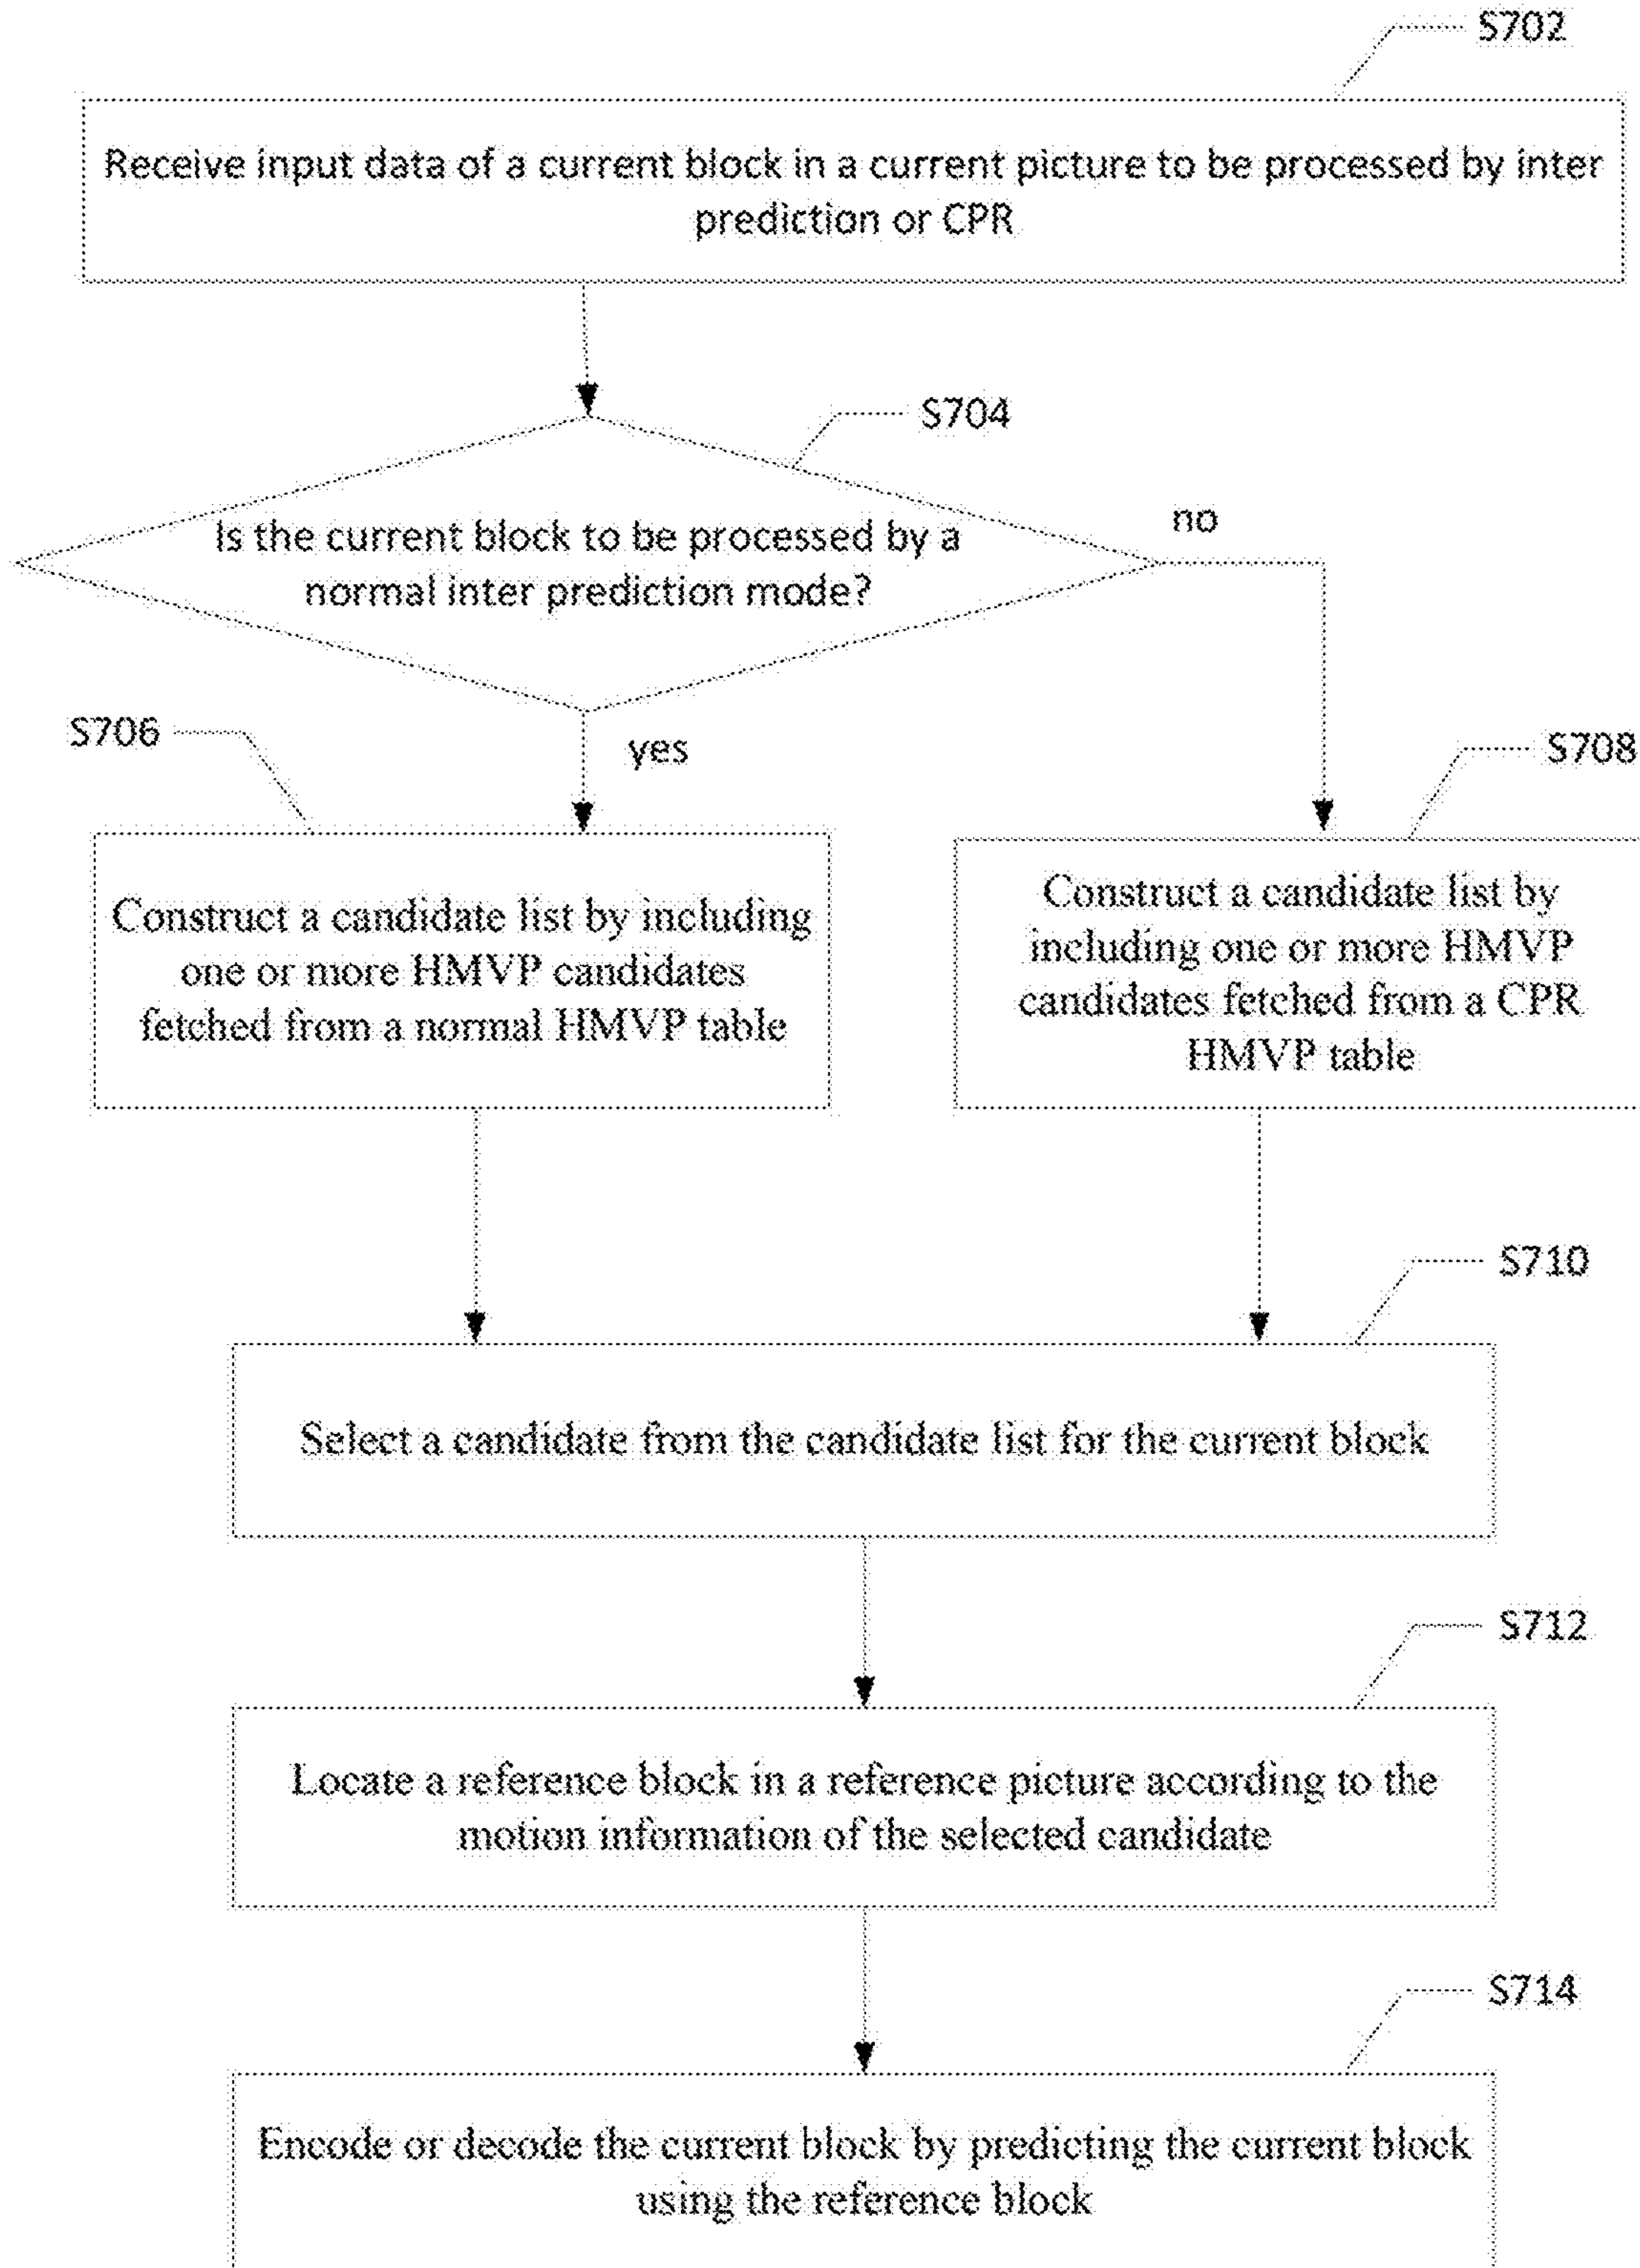 S702
Receive input data of a current block in a current picture to be processed by inter
prediction or CPR
S704
Is the current block to be processed by a
normal inter prediction mode?
no
yes
S706
S708
Construct a candidate list by including
one or more HMVP candidates
fetched from a normal HMVP table
Construct a candidate list by
including one or more HMVP
candidates fetched from a CPR
HMVP table
S710
Select a candidate from the candidate list for the current block
S712
Locate a reference block in a reference picture according to the
motion information of the selected candidate
S714
Encode or decode the current block by predicting the current block
using the reference block